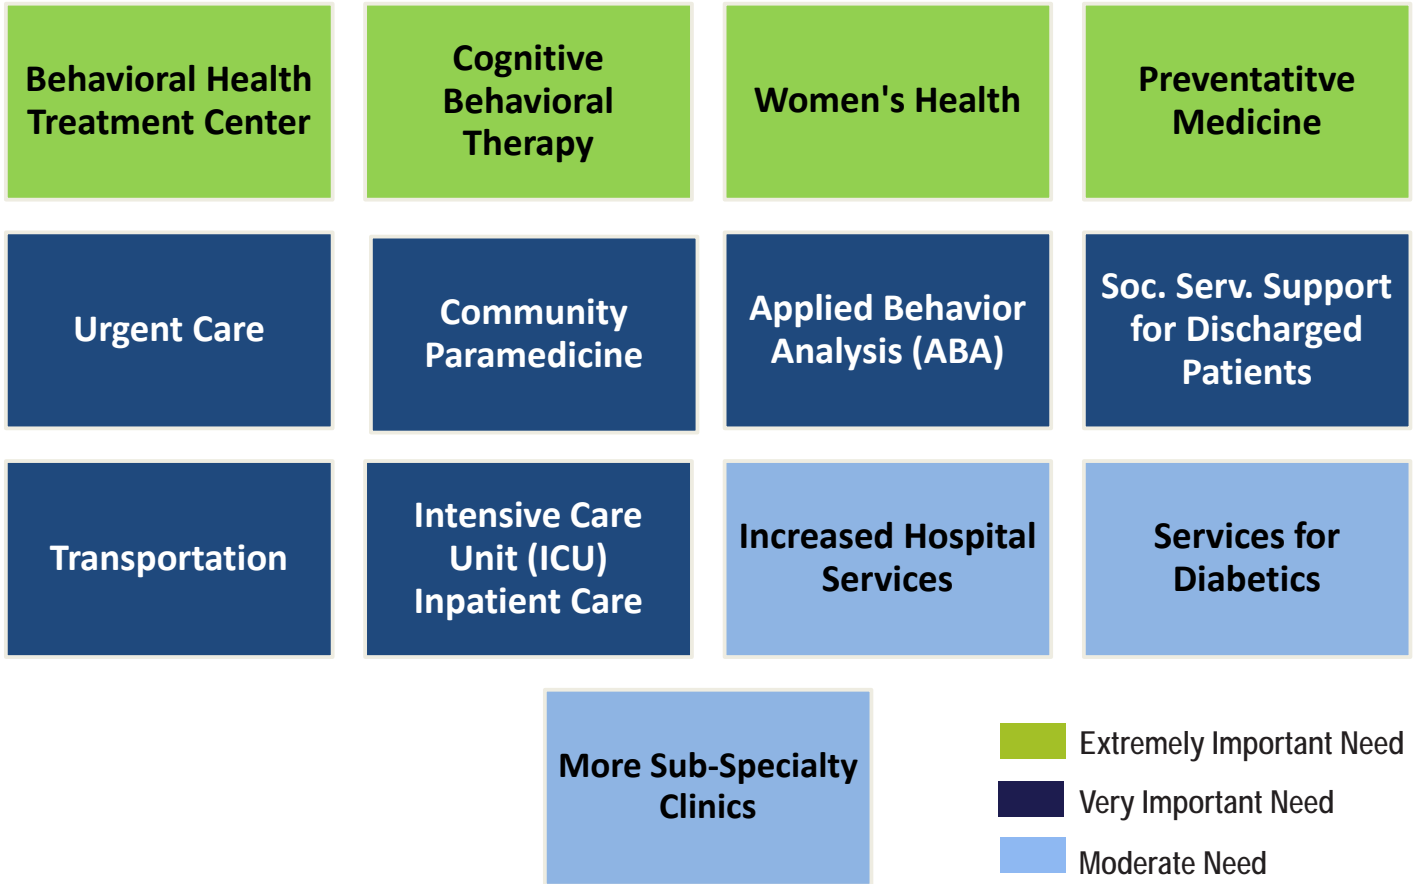 Behavioral Health
Treatment Center
Cognitive
Behavioral
Therapy
Women's Health
Preventatitve
Medicine
Urgent Care
Community
Paramedicine
Applied Behavior
Analysis (ABA)
Soc. Serv. Support
for Discharged
Patients
Transportation
Intensive Care
Unit (ICU)
Inpatient Care
Increased Hospital
Services
Services for
Diabetics
More Sub-Specialty
Clinics
Extremely Important Need
Very Important Need
Moderate Need